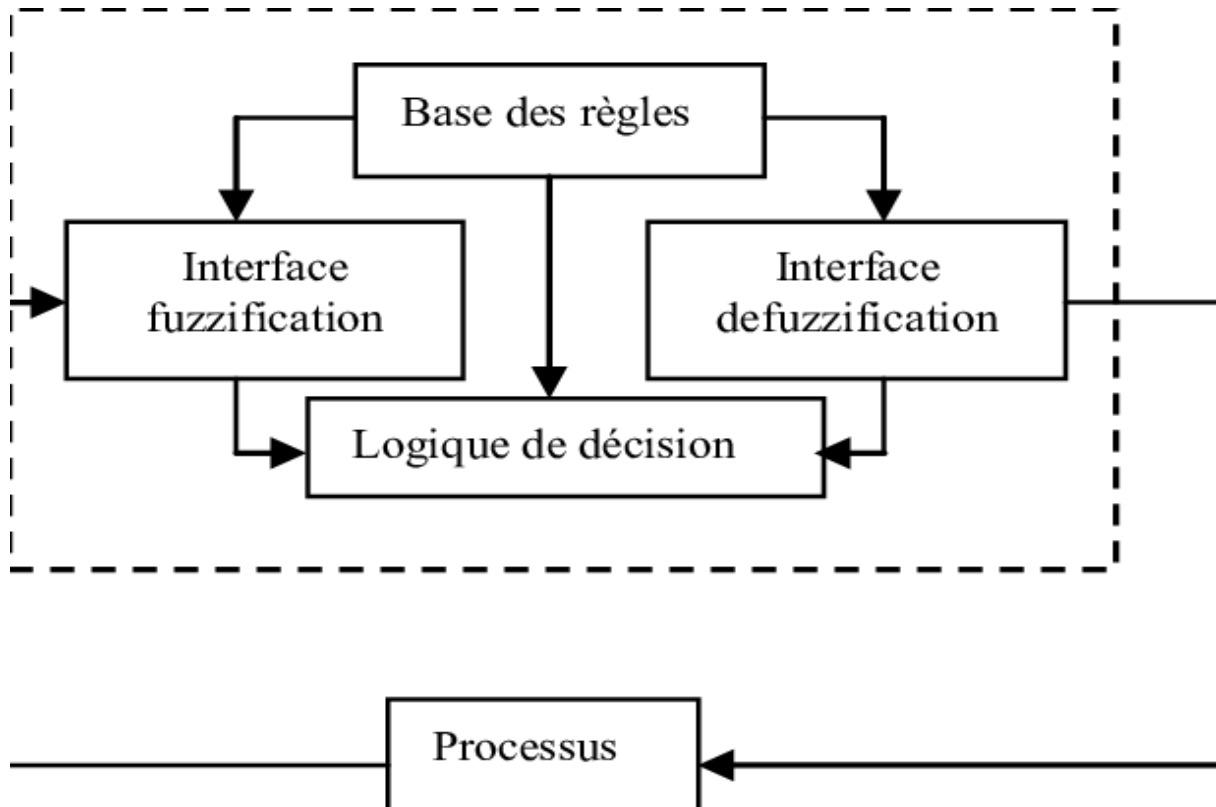 Base des règles
Interface
fuzzification
Interface
defuzzification
Logique de décision
Processus